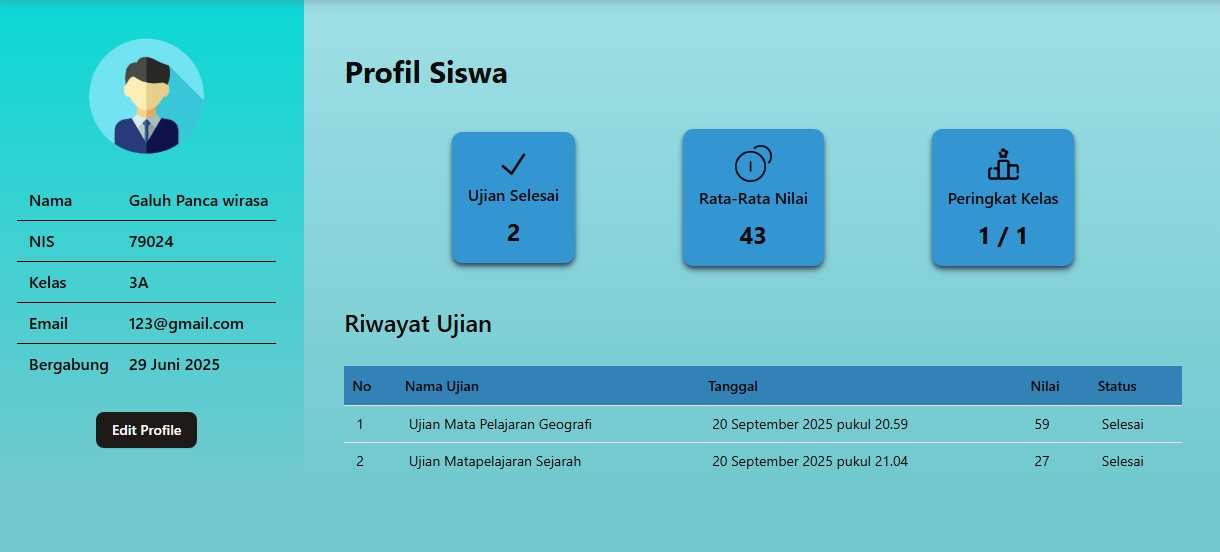 Nama Galuh Panca wirasa
NIS 79024
Kelas 3A
Email 123@gmail.com
Bergabung 29 Juni 2025
Edit Profile
Profil Siswa
Ujian Selesai
2
Rata-Rata Nilai
43
Peringkat Kelas
1 / 1
Riwayat Ujian
No Nama Ujian Tanggal Nilai Status
1 Ujian Mata Pelajaran Geografi 20 September 2025 pukul 20.59 59 Selesai
2 Ujian Matapelajaran Sejarah 20 September 2025 pukul 21.04 27 Selesai